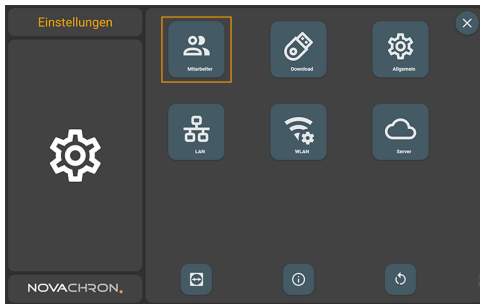 Einstellungen
Mitarbeiter
Download
Allgemein
LAN
WLAN
Server
NOVACHRON.